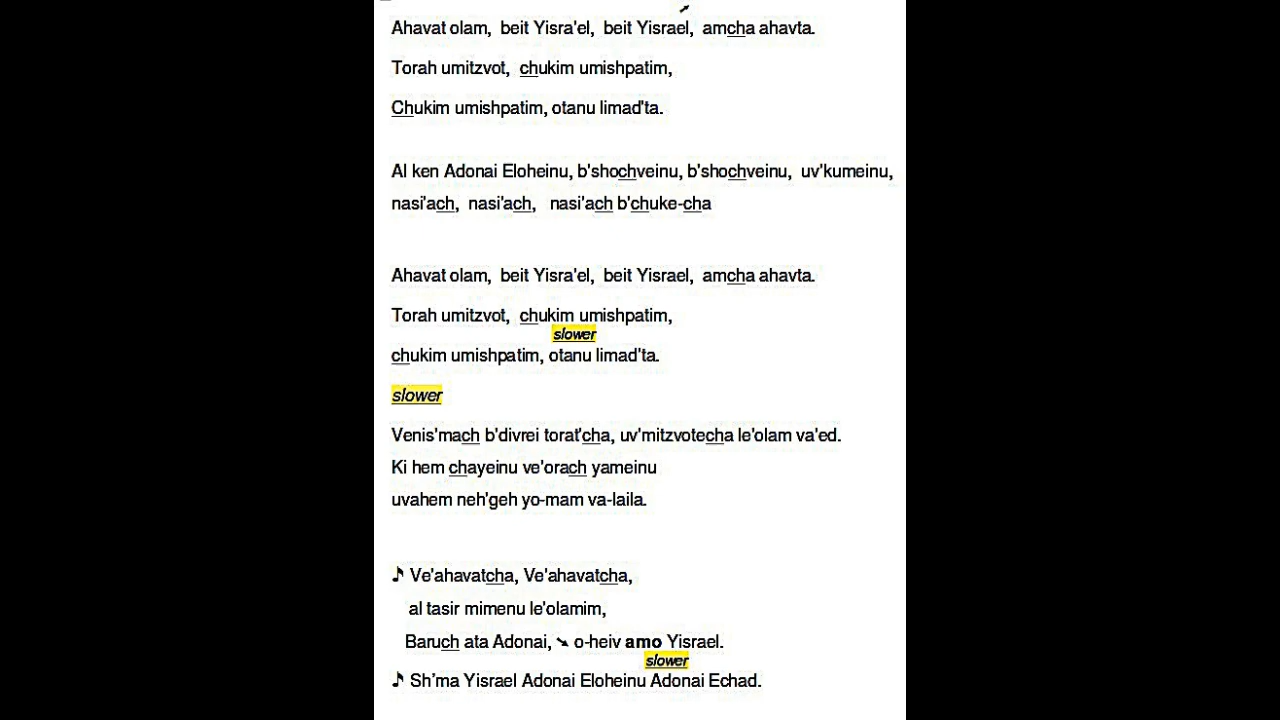 Ahavat olam, beit Yisra'el, beit Yisrael, amcha ahavta.
Torah umitzvot, chukim umishpatim,
Chukim umishpatim, otanu limad'ta.
Al ken Adonai Eloheinu, b'shochveinu, b'shochveinu, uv'kumeinu,
nasi'ach, nasi'ach, nasi'ach b'chuke-cha
Ahavat olam, beit Yisra'el, beit Yisrael, amcha ahavta.
Torah umitzvot, chukim umishpatim,
slower
chukim umishpatim, otanu limad'ta.
slower
Venis'mach b'divrei torat'cha, uv'mitzvotecha le'olam va'ed.
Ki hem chayeinu ve'orach yameinu
uvahem neh'geh yo-mam va-laila.
♪ Ve'ahavatcha, Ve'ahavatcha,
al tasir mimenu le'olamim,
Baruch ata Adonai, ➘ o-heiv amo Yisrael.
slower
♪ Sh'ma Yisrael Adonai Eloheinu Adonai Echad.